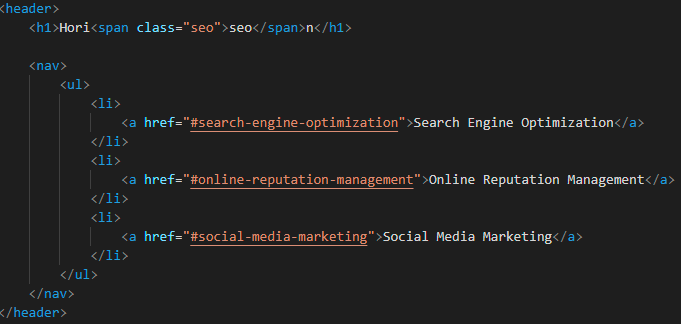 <header>
    <h1>Hori<span class="seo">seo</span>n</h1>

    <nav>
        <ul>
            <li>
                <a href="#search-engine-optimization">Search Engine Optimization</a>
            </li>
            <li>
                <a href="#online-reputation-management">Online Reputation Management</a>
            </li>
            <li>
                <a href="#social-media-marketing">Social Media Marketing</a>
            </li>
        </ul>
    </nav>
</header>